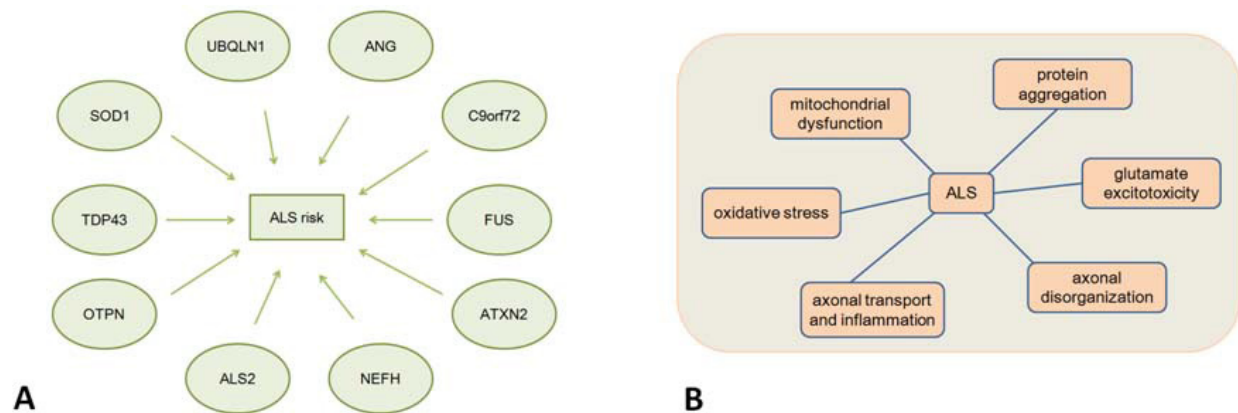 UBQLN1
ANG
SOD1
C9orf72
TDP43
ALS risk
FUS
OTPN
ATXN2
ALS2
NEFH
A
protein
aggregation
mitochondrial
dysfunction
ALS
glutamate
excitotoxicity
oxidative stress
axonal transport
and inflammation
axonal
disorganization
B